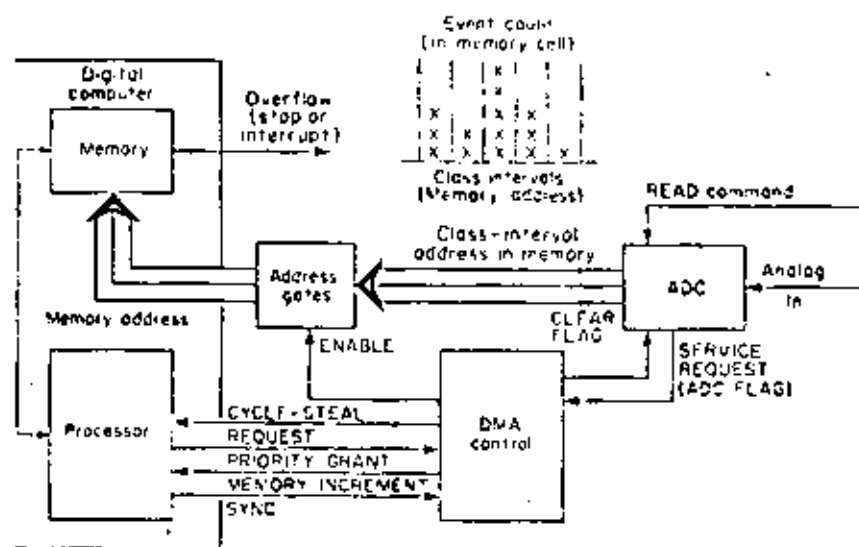 Event count
(in memory cell)
Digital
computer
Overflow
(stop or
interrupt)
Memory
Class intervals
(Memory address)
READ command
Class-interval
address in memory
Address
gates
ADC
Analog
in
Memory address
CLEAR
FLAG
ENABLE
SERVICE
REQUEST
(ADC FLAG)
Processor
CYCLE-STEAL
REQUEST
PRIORITY GRANT
MEMORY INCREMENT
SYNC
DMA
control